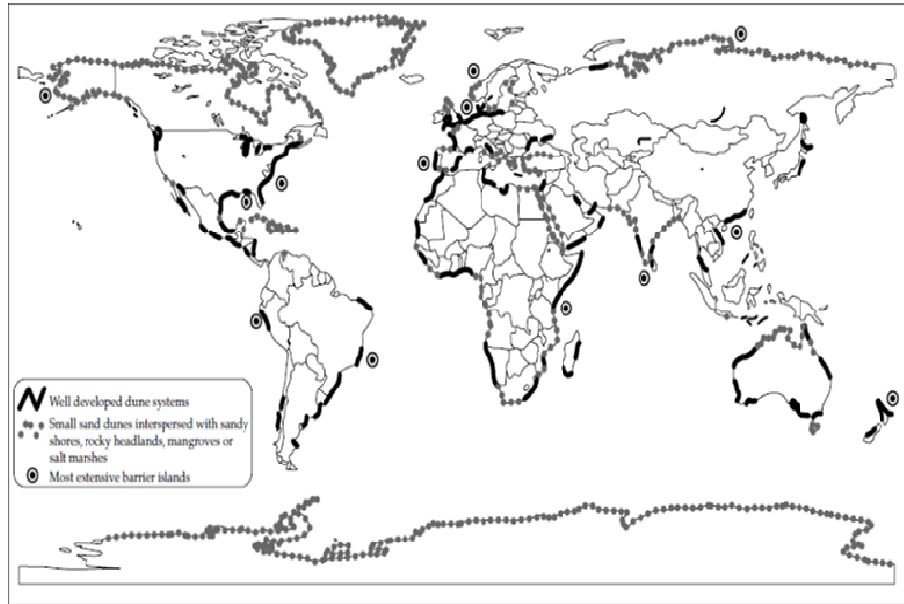 Well developed dune systems
Small sand dunes interspersed with sandy
shores, rocky headlands, mangroves or
salt marshes
Most extensive barrier islands